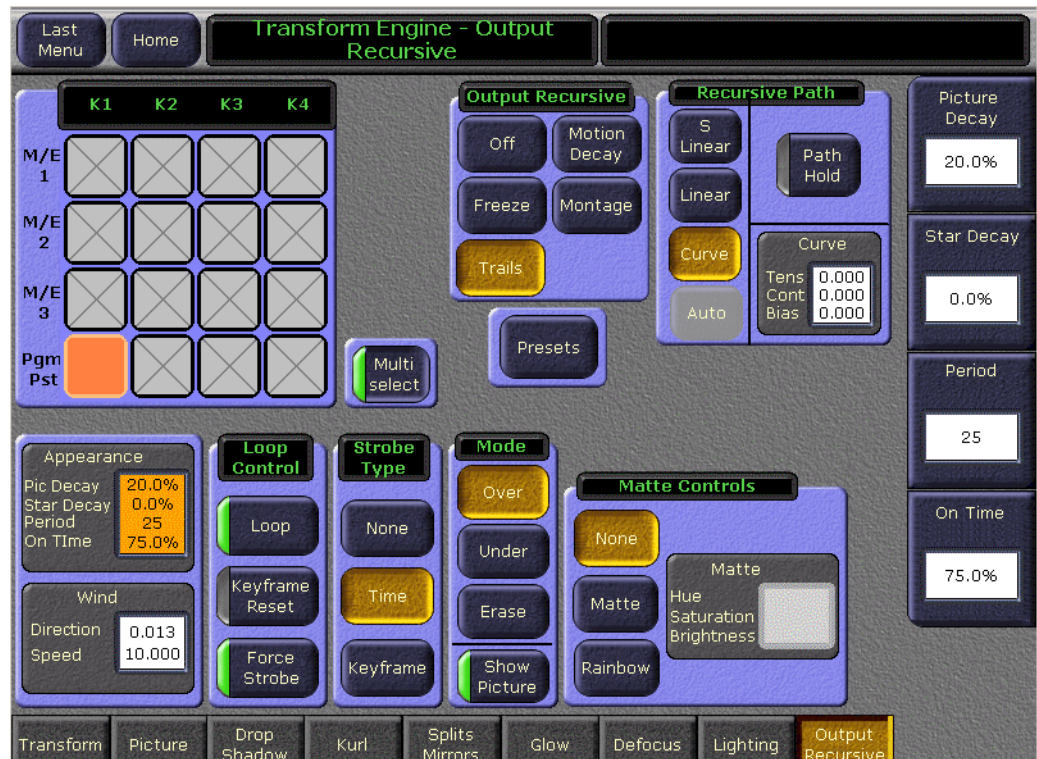 Last Menu
Home
Transform Engine - Output Recursive
K1 K2 K3 K4
M/E 1
M/E 2
M/E 3
Pgm Pst
Multi select
Output Recursive
Off
Motion Decay
Freeze
Montage
Trails
Presets
Recursive Path
S Linear
Linear
Curve
Auto
Path Hold
Curve
Tens 0.000
Cont 0.000
Bias 0.000
Picture Decay
20.0%
Star Decay
0.0%
Period
25
On Time
75.0%
Appearance
Pic Decay 20.0%
Star Decay 0.0%
Period 25
On TIme 75.0%
Wind
Direction 0.013
Speed 10.000
Loop Control
Loop
Keyframe Reset
Force Strobe
Strobe Type
None
Time
Keyframe
Mode
Over
Under
Erase
Show Picture
Matte Controls
None
Matte
Rainbow
Matte
Hue
Saturation
Brightness
Transform
Picture
Drop Shadow
Kurl
Splits Mirrors
Glow
Defocus
Lighting
Output Recursive